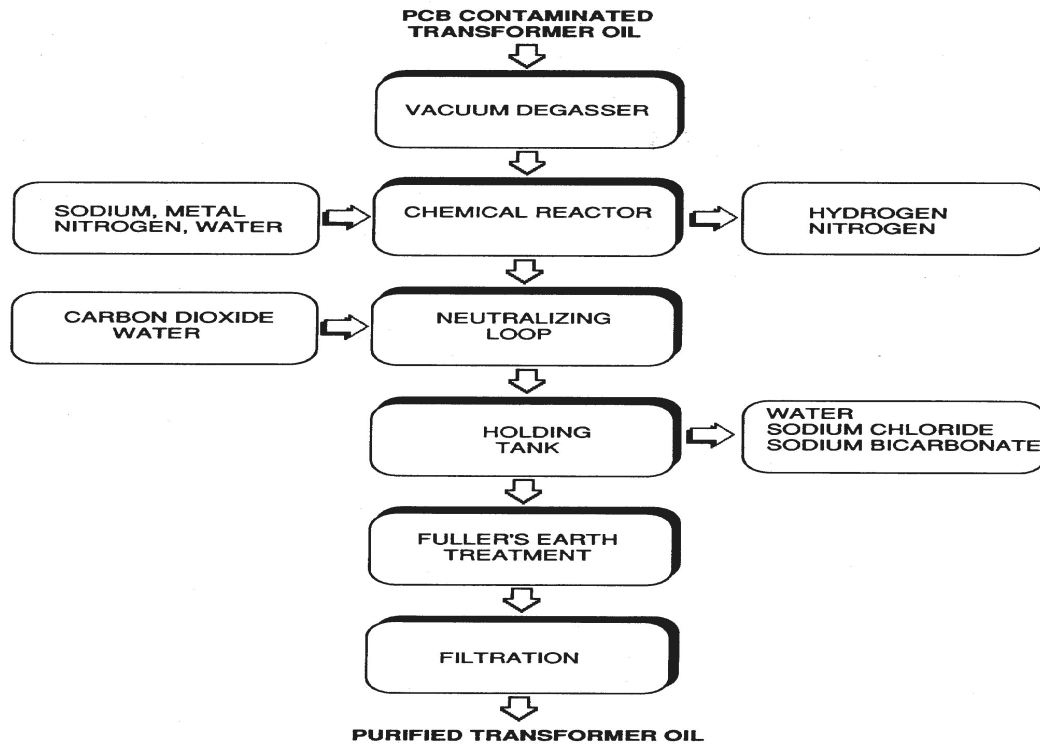 PCB CONTAMINATED
TRANSFORMER OIL
VACUUM DEGASSER
SODIUM, METAL
NITROGEN, WATER
CHEMICAL REACTOR
HYDROGEN
NITROGEN
CARBON DIOXIDE
WATER
NEUTRALIZING
LOOP
HOLDING
TANK
WATER
SODIUM CHLORIDE
SODIUM BICARBONATE
FULLER'S EARTH
TREATMENT
FILTRATION
PURIFIED TRANSFORMER OIL